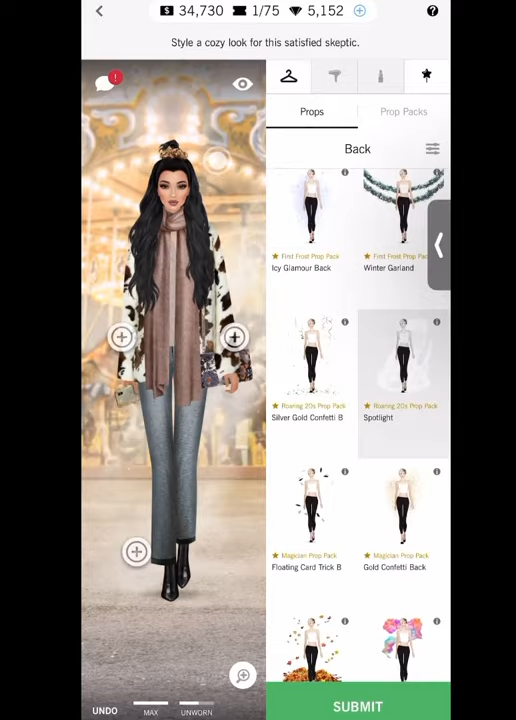 34,730 1/75 5,152
Style a cozy look for this satisfied skeptic.
Props Prop Packs
Back
First Frost Prop Pack
Icy Glamour Back
First Frost Prop Pack
Winter Garland
Roaring 20s Prop Pack
Silver Gold Confetti B
Roaring 20s Prop Pack
Spotlight
Magician Prop Pack
Floating Card Trick B
Magician Prop Pack
Gold Confetti Back
UNDO
MAX
UNWORN
SUBMIT